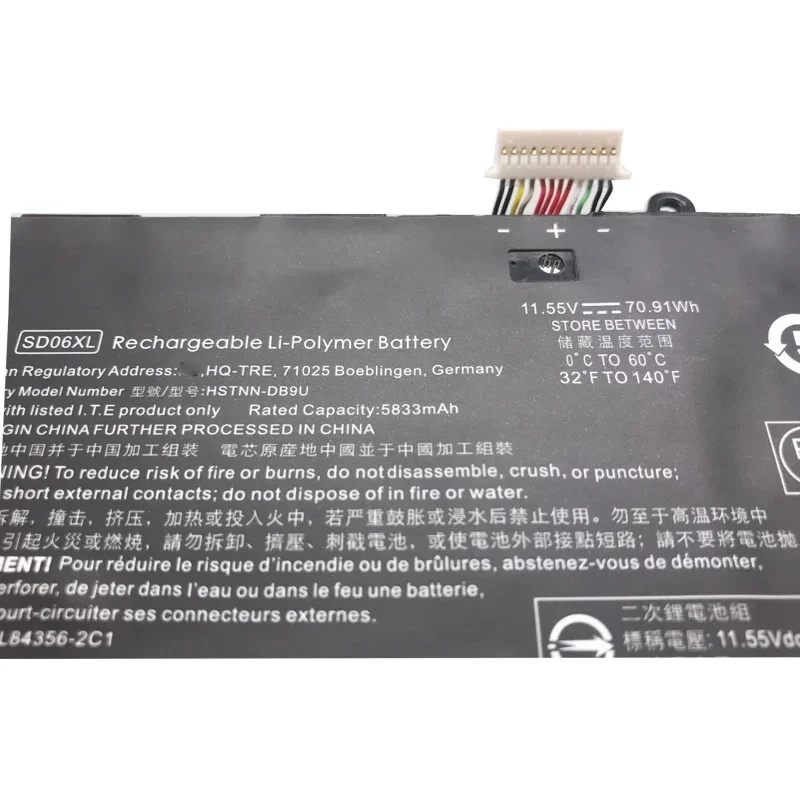 - + -
hp
11.55V 70.91Wh
STORE BETWEEN
储藏温度范围
0°C TO 60°C
32°F TO 140°F
SD06XL Rechargeable Li-Polymer Battery
an Regulatory Address: ,HQ-TRE, 71025 Boeblingen, Germany
ry Model Number 型號/型号:HSTNN-DB9U
with listed I.T.E product only Rated Capacity:5833mAh
GIN CHINA FURTHER PROCESSED IN CHINA
地中国并于中国加工组装 電芯原産地中國並于中國加工組裝
NING! To reduce risk of fire or burns, do not disassemble, crush, or puncture;
short external contacts; do not dispose of in fire or water.
拆解，撞击，挤压，加热或投入火中，若严重鼓胀或浸水后禁止使用。勿至于高温环境中
引起火災或燃燒，請勿拆卸、擠壓、刺戳電池，或使電池外部接點短路；請不要將電池拋
MENT! Pour réduire le risque d'incendie ou de brûlures, abstenez-vous de démonter,
perforer, de jeter dans l'eau ou dans le feu une batterie,
ourt-circuiter ses connecteurs externes.
L84356-2C1
二次鋰電池組
標稱電壓: 11.55Vdc